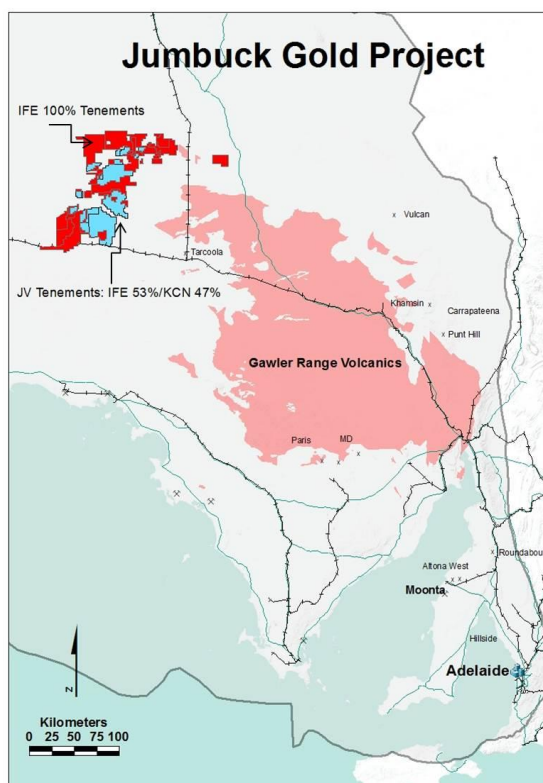 Jumbuck Gold Project
IFE 100% Tenements
Vulcan
Tarcoola
JV Tenements: IFE 53%/KCN 47%
Khamsin
Carrapateena
Punt Hill
Gawler Range Volcanics
Paris
MD
Roundabou
Altona West
Moonta
Hillside
Adelaide
N
Kilometers
0 25 50 75 100